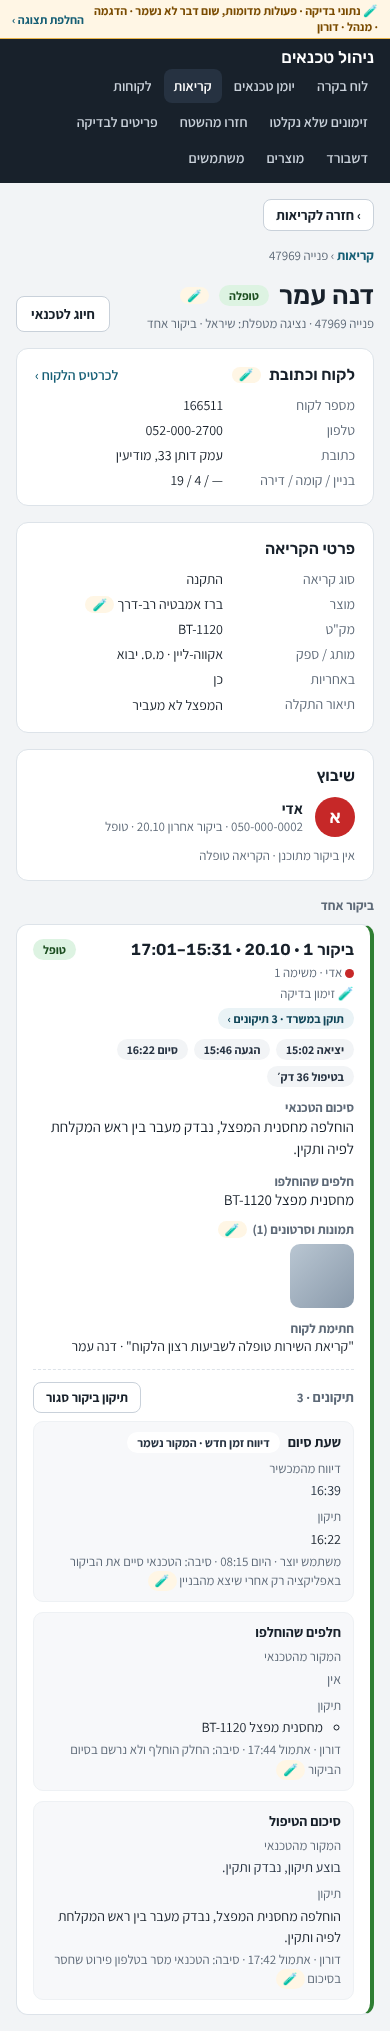 🧪 נתוני בדיקה · פעולות מדומות, שום דבר לא נשמר · הדגמה · מנהל · דורון
החלפת תצוגה ›
ניהול טכנאים
לוח בקרה
יומן טכנאים
קריאות
לקוחות
זימונים שלא נקלטו
חזרו מהשטח
פריטים לבדיקה
דשבורד
מוצרים
משתמשים
› חזרה לקריאות
קריאות › פנייה 47969
דנה עמר טופלה 🧪
פנייה 47969 · נציגה מטפלת: שיראל · ביקור אחד
חיוג לטכנאי
לקוח וכתובת 🧪
לכרטיס הלקוח ›
מספר לקוח 166511
טלפון 052-000-2700
כתובת עמק דותן 33, מודיעין
בניין / קומה / דירה — / 4 / 19
פרטי הקריאה
סוג קריאה התקנה
מוצר ברז אמבטיה רב-דרך 🧪
מק"ט BT-1120
מותג / ספק אקווה-ליין · מ.ס. יבוא
באחריות כן
תיאור התקלה המפצל לא מעביר
שיבוץ
א
אדי
050-000-0002 · ביקור אחרון 20.10 · טופל
אין ביקור מתוכנן · הקריאה טופלה
ביקור אחד
ביקור 1 • 20.10 • 15:31–17:01
טופל
אדי · משימה 1
🧪 זימון בדיקה
תוקן במשרד · 3 תיקונים ›
יציאה 15:02
הגעה 15:46
סיום 16:22
בטיפול 36 דק׳
סיכום הטכנאי
הוחלפה מחסנית המפצל, נבדק מעבר בין ראש המקלחת
לפיה ותקין.
חלפים שהוחלפו
מחסנית מפצל BT-1120
תמונות וסרטונים (1) 🧪
חתימת לקוח
"קריאת השירות טופלה לשביעות רצון הלקוח" · דנה עמר
תיקונים · 3
תיקון ביקור סגור
שעת סיום
דיווח זמן חדש · המקור נשמר
דיווח מהמכשיר
16:39
תיקון
16:22
משתמש יוצר · היום 08:15 · סיבה: הטכנאי סיים את הביקור
באפליקציה רק אחרי שיצא מהבניין 🧪
חלפים שהוחלפו
המקור מהטכנאי
אין
תיקון
מחסנית מפצל BT-1120
דורון · אתמול 17:44 · סיבה: החלק הוחלף ולא נרשם בסיום
הביקור 🧪
סיכום הטיפול
המקור מהטכנאי
בוצע תיקון, נבדק ותקין.
תיקון
הוחלפה מחסנית המפצל, נבדק מעבר בין ראש המקלחת
לפיה ותקין.
דורון · אתמול 17:42 · סיבה: הטכנאי מסר בטלפון פירוט שחסר
בסיכום 🧪